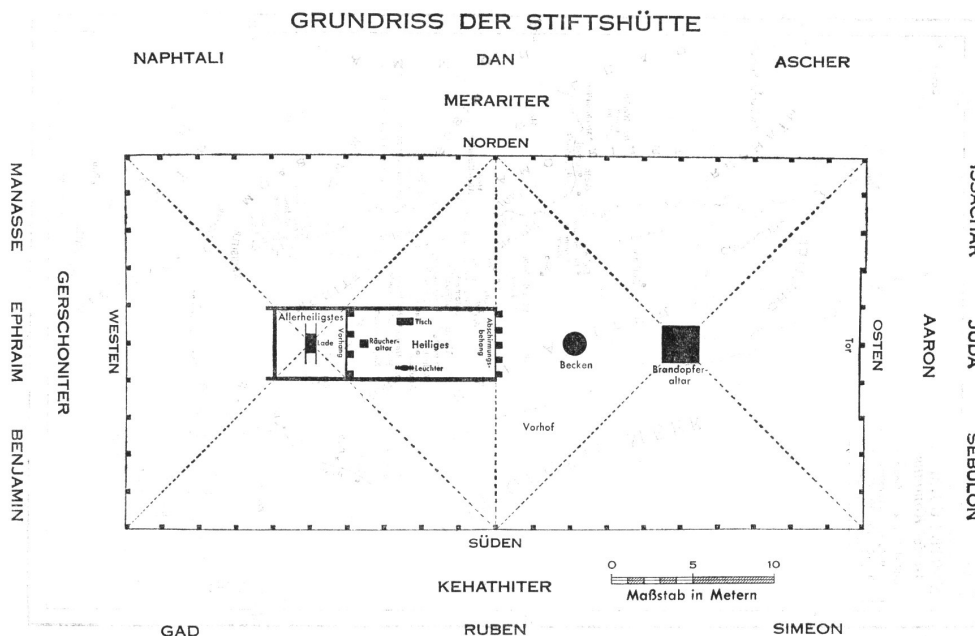 GRUNDRISS DER STIFTSHÜTTE
NAPHTALI
DAN
ASCHER
MERARITER
NORDEN
MANASSE
EPHRAIM
BENJAMIN
GERSCHONITER
WESTEN
Allerheiligstes
Lade
Vorhang
Räucher-
altar
Tisch
Heiliges
Leuchter
Abschirmungs-
behang
Becken
Brandopfer-
altar
Vorhof
Tor
OSTEN
AARON
ISSACHAR
JUDA
SEBULON
SÜDEN
KEHATHITER
0 5 10
Maßstab in Metern
GAD
RUBEN
SIMEON